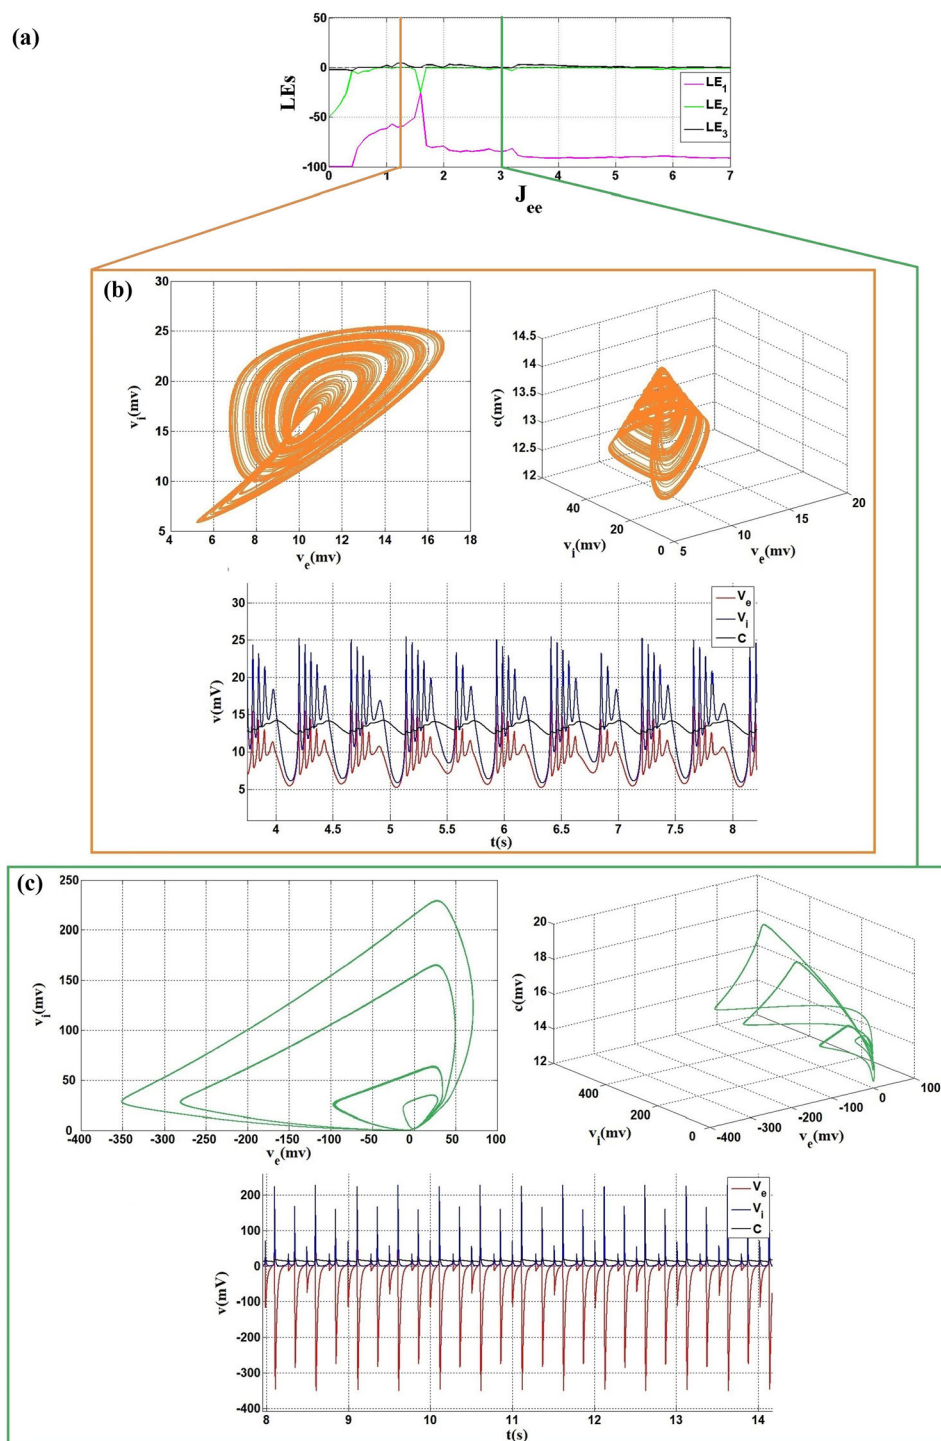 (a)
50
0
-50
-100
LEs
LE1
LE2
LE3
0 1 2 3 4 5 6 7
Jee
(b)
30
25
20
15
10
5
vi(mv)
4 6 8 10 12 14 16 18
ve(mv)
14.5
14
13.5
13
12.5
12
c(mv)
40
20
0
vi(mv)
5
10
15
20
ve(mv)
30
25
20
15
10
5
v(mV)
Ve
Vi
C
4 4.5 5 5.5 6 6.5 7 7.5 8
t(s)
(c)
250
200
150
100
50
0
vi(mv)
-400 -350 -300 -250 -200 -150 -100 -50 0 50 100
ve(mv)
20
18
16
14
12
c(mv)
400
200
0
vi(mv)
-400
-300
-200
-100
0
100
ve(mv)
200
100
0
-100
-200
-300
-400
v(mV)
Ve
Vi
C
8 9 10 11 12 13 14
t(s)